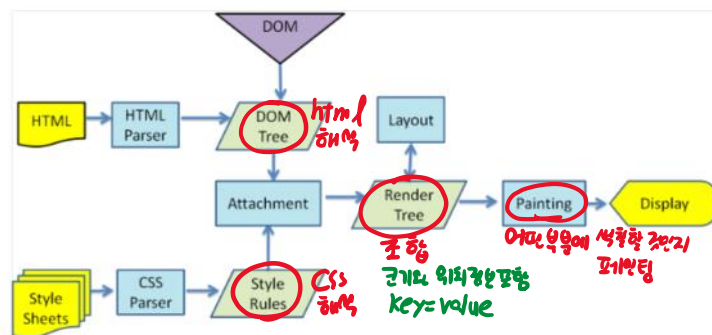 DOM
HTML
HTML
Parser
DOM
Tree
html
해석
Layout
Attachment
Render
Tree
Painting
Display
조합
크기와 위치정보포함
key=value
어떤 부분에 색칠할 것인지
페인팅
Style
Sheets
CSS
Parser
Style
Rules
CSS
해석